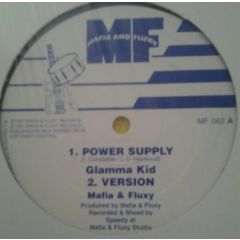 MF
MAFIA AND FLUXY
MF 062 A
1. POWER SUPPLY
Glamma Kid
2. VERSION
Mafia & Fluxy
Produced by Mafia & Fluxy
Recorded & Mixed by
Speedy at
Mafia & Fluxy Studio